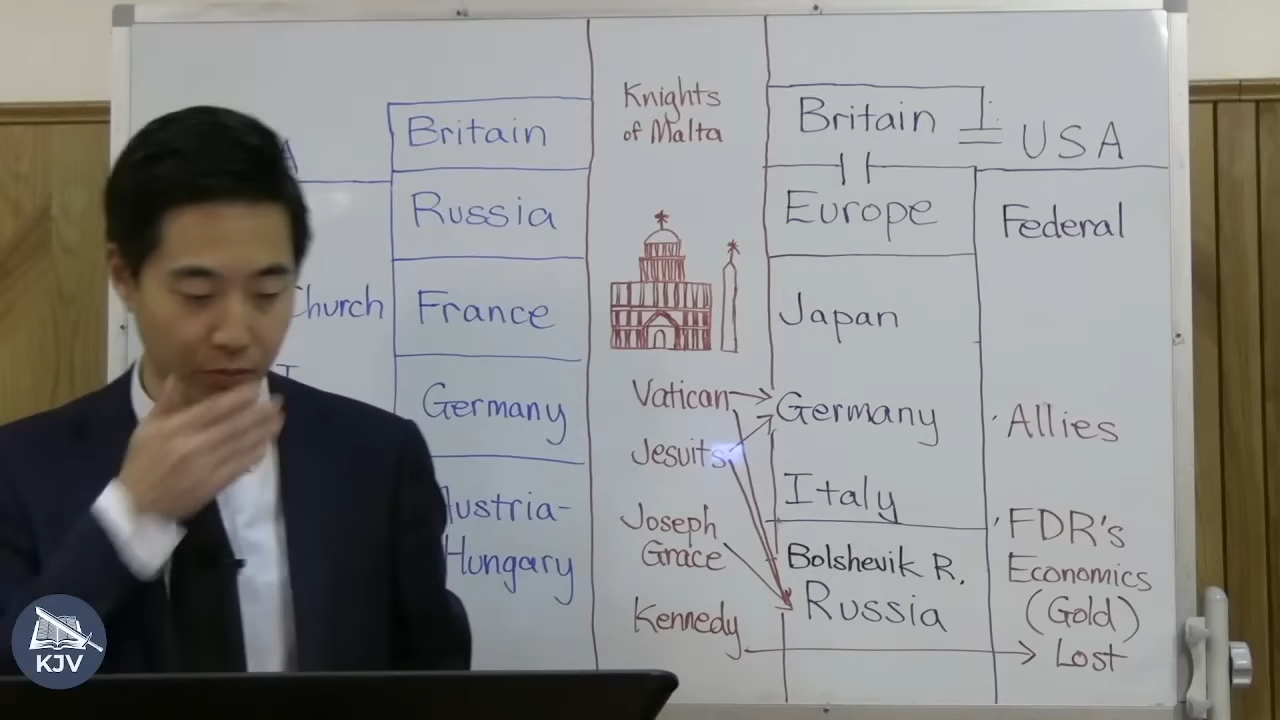 Britain
Russia
Church
France
Germany
Austria-
Hungary
Knights
of Malta
Vatican
Jesuits
Joseph
Grace
Kennedy
Britain
Europe
Japan
Germany
Italy
Bolshevik R.
Russia
USA
Federal
Allies
FDR's
Economics
(Gold)
Lost
KJV